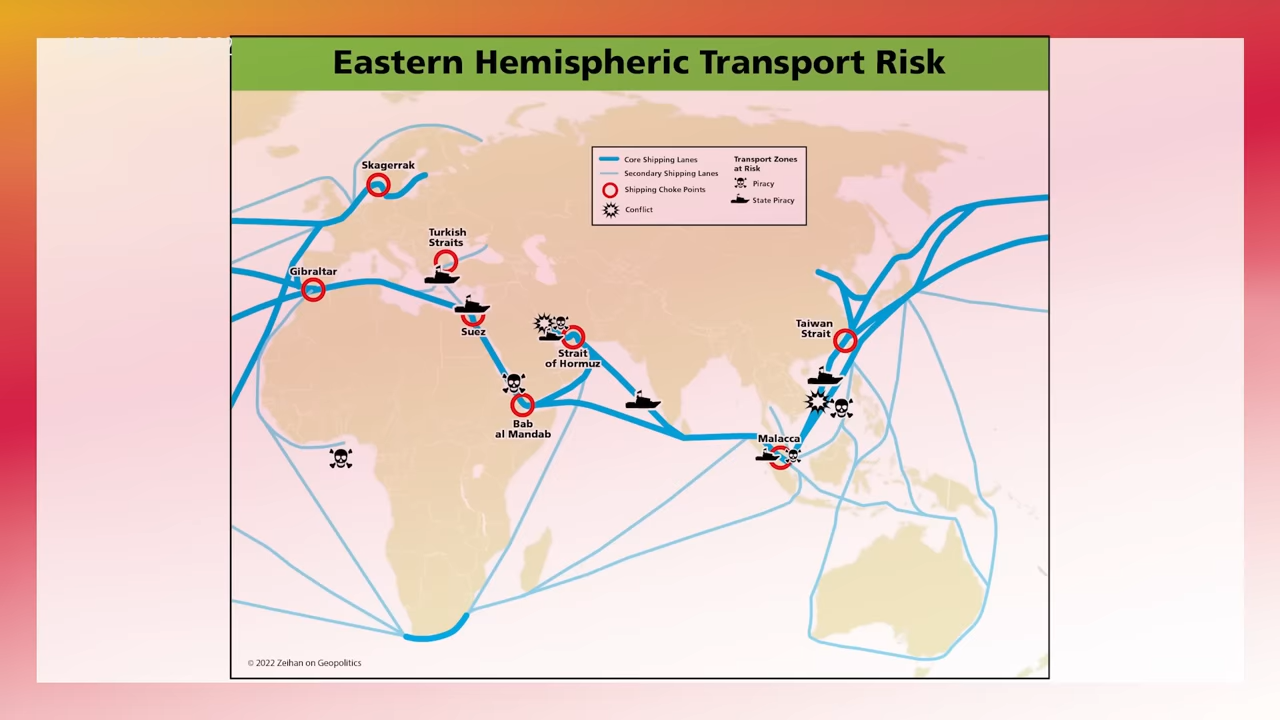 Eastern Hemispheric Transport Risk
Core Shipping Lanes
Secondary Shipping Lanes
Shipping Choke Points
Conflict
Transport Zones
at Risk
Piracy
State Piracy
Skagerrak
Turkish
Straits
Gibraltar
Suez
Strait
of Hormuz
Bab
al Mandab
Taiwan
Strait
Malacca
© 2022 Zeihan on Geopolitics